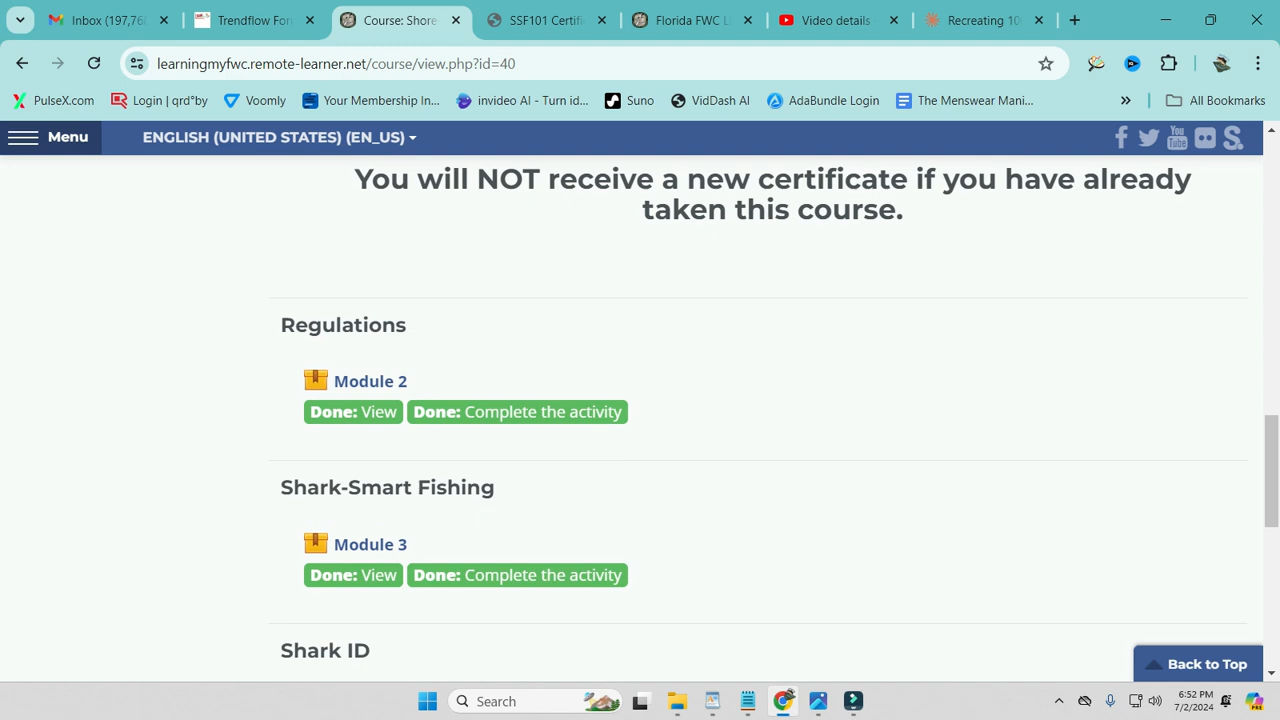 Inbox (197,76
Trendflow For
Course: Shore
SSF101 Certifi
Florida FWC L
Video details
Recreating 10
learningmyfwc.remote-learner.net/course/view.php?id=40
PulseX.com
Login | qrd°by
Voomly
Your Membership In...
invideo AI - Turn id...
Suno
VidDash AI
AdaBundle Login
The Menswear Mani...
All Bookmarks
Menu
ENGLISH (UNITED STATES) (EN_US)
You will NOT receive a new certificate if you have already
taken this course.
Regulations
Module 2
Done: View Done: Complete the activity
Shark-Smart Fishing
Module 3
Done: View Done: Complete the activity
Shark ID
Back to Top
Search
6:52 PM
7/2/2024